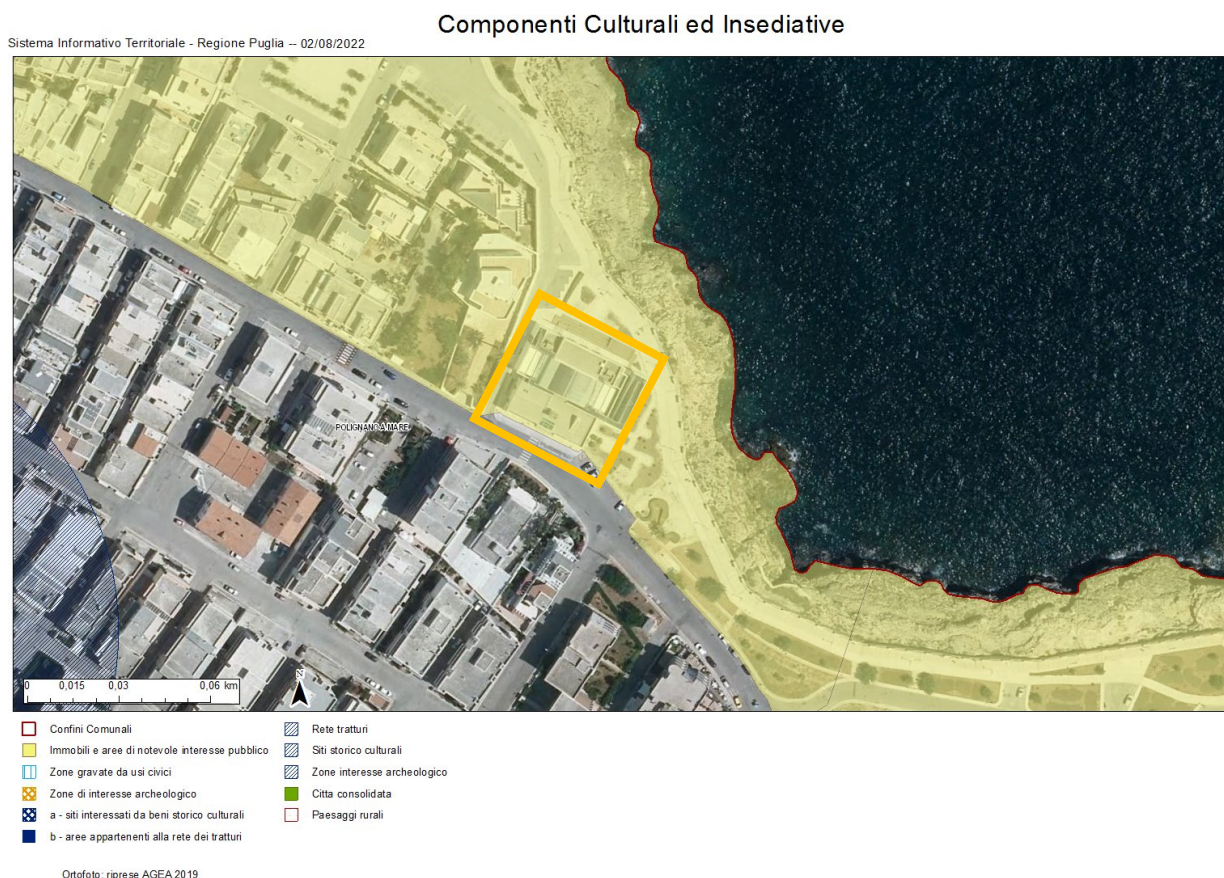 Componenti Culturali ed Insediative
Sistema Informativo Territoriale - Regione Puglia -- 02/08/2022
POLIGNANO A MARE
0 0,015 0,03 0,06 km
N
Confini Comunali
Immobili e aree di notevole interesse pubblico
Zone gravate da usi civici
Zone di interesse archeologico
a - siti interessati da beni storico culturali
b - aree appartenenti alla rete dei tratturi
Rete tratturi
Siti storico culturali
Zone interesse archeologico
Citta consolidata
Paesaggi rurali
Ortofoto: riprese AGEA 2019